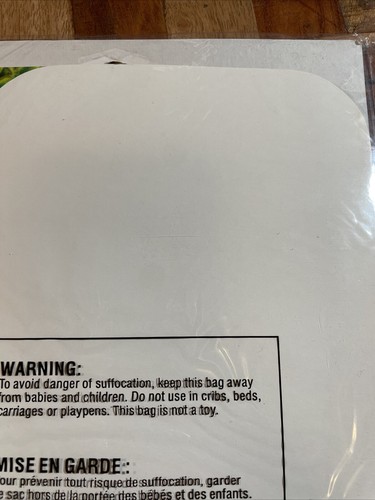 WARNING:
To avoid danger of suffocation, keep this bag away
from babies and children. Do not use in cribs, beds,
carriages or playpens. This bag is not a toy.
MISE EN GARDE:
our prévenir tout risque de suffocation, garder
e sac hors de la portée des bébés et des enfants.